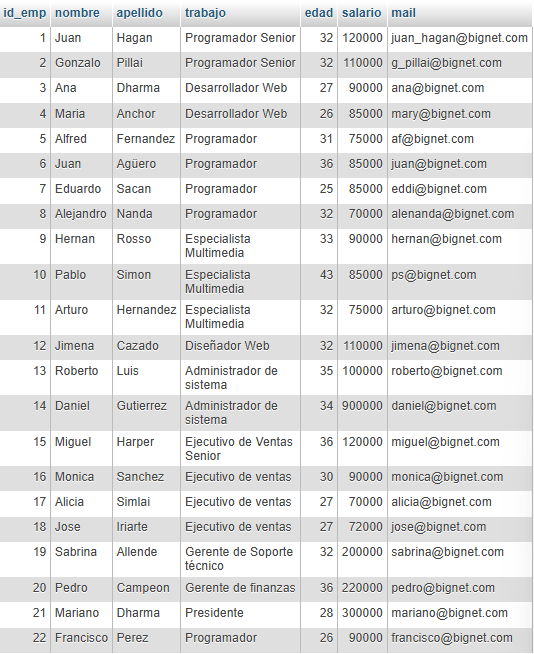 id_emp nombre apellido trabajo edad salario mail
1 Juan Hagan Programador Senior 32 120000 juan_hagan@bignet.com
2 Gonzalo Pillai Programador Senior 32 110000 g_pillai@bignet.com
3 Ana Dharma Desarrollador Web 27 90000 ana@bignet.com
4 Maria Anchor Desarrollador Web 26 85000 mary@bignet.com
5 Alfred Fernandez Programador 31 75000 af@bignet.com
6 Juan Agüero Programador 36 85000 juan@bignet.com
7 Eduardo Sacan Programador 25 85000 eddi@bignet.com
8 Alejandro Nanda Programador 32 70000 alenanda@bignet.com
9 Hernan Rosso Especialista 33 90000 hernan@bignet.com
Multimedia
10 Pablo Simon Especialista 43 85000 ps@bignet.com
Multimedia
11 Arturo Hernandez Especialista 32 75000 arturo@bignet.com
Multimedia
12 Jimena Cazado Diseñador Web 32 110000 jimena@bignet.com
13 Roberto Luis Administrador de 35 100000 roberto@bignet.com
sistema
14 Daniel Gutierrez Administrador de 34 900000 daniel@bignet.com
sistema
15 Miguel Harper Ejecutivo de Ventas 36 120000 miguel@bignet.com
Senior
16 Monica Sanchez Ejecutivo de ventas 30 90000 monica@bignet.com
17 Alicia Simlai Ejecutivo de ventas 27 70000 alicia@bignet.com
18 Jose Iriarte Ejecutivo de ventas 27 72000 jose@bignet.com
19 Sabrina Allende Gerente de Soporte 32 200000 sabrina@bignet.com
técnico
20 Pedro Campeon Gerente de finanzas 36 220000 pedro@bignet.com
21 Mariano Dharma Presidente 28 300000 mariano@bignet.com
22 Francisco Perez Programador 26 90000 francisco@bignet.com